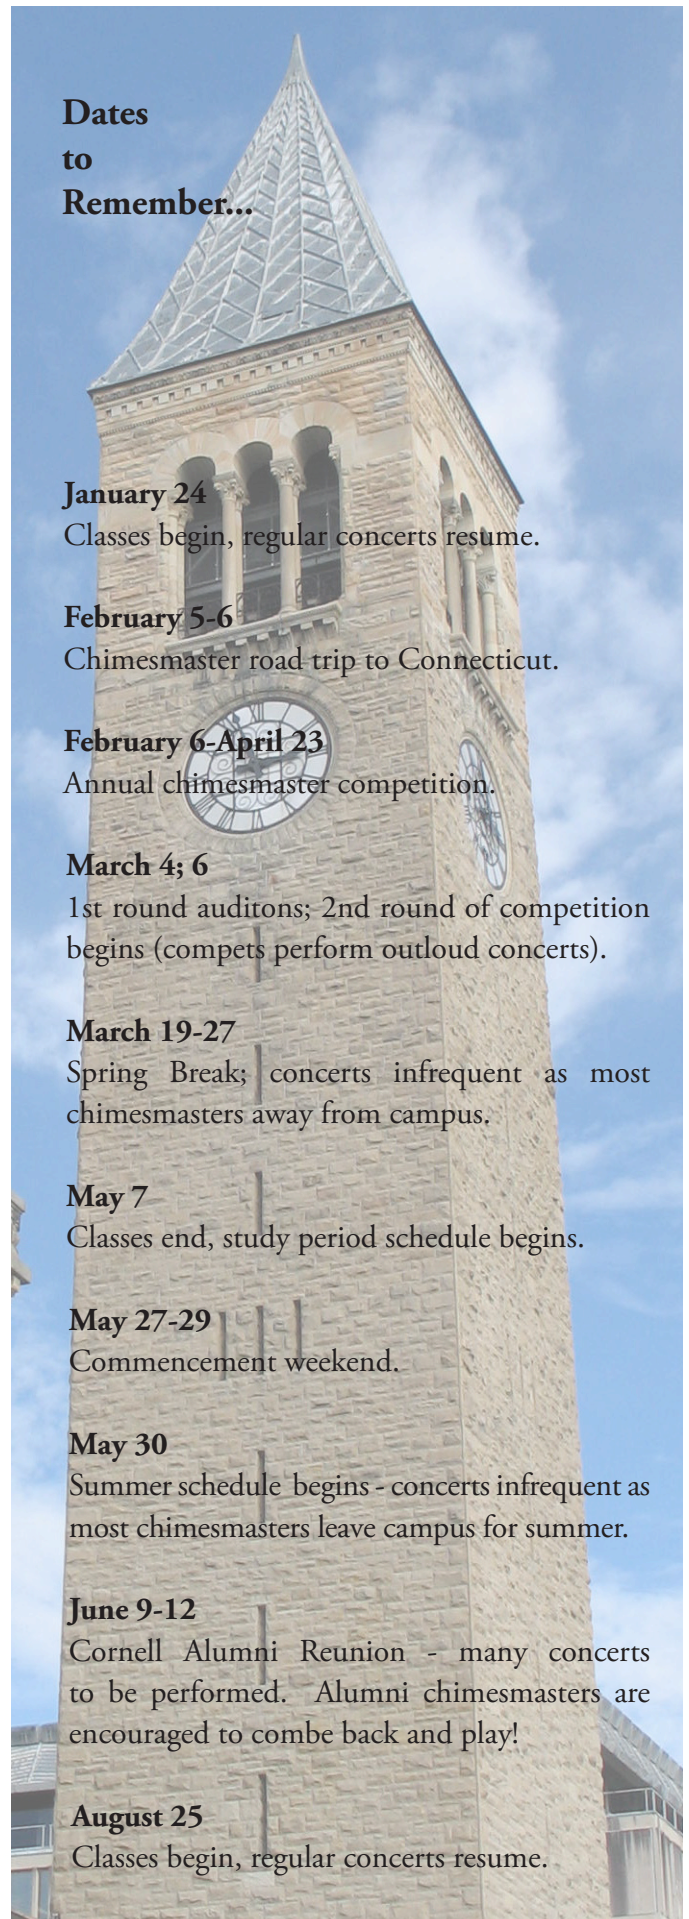 Dates
to
Remember...
January 24
Classes begin, regular concerts resume.
February 5-6
Chimesmaster road trip to Connecticut.
February 6-April 23
Annual chimesmaster competition.
March 4; 6
1st round auditons; 2nd round of competition
begins (compets perform outloud concerts).
March 19-27
Spring Break; concerts infrequent as most
chimesmasters away from campus.
May 7
Classes end, study period schedule begins.
May 27-29
Commencement weekend.
May 30
Summer schedule begins - concerts infrequent as
most chimesmasters leave campus for summer.
June 9-12
Cornell Alumni Reunion - many concerts
to be performed. Alumni chimesmasters are
encouraged to combe back and play!
August 25
Classes begin, regular concerts resume.